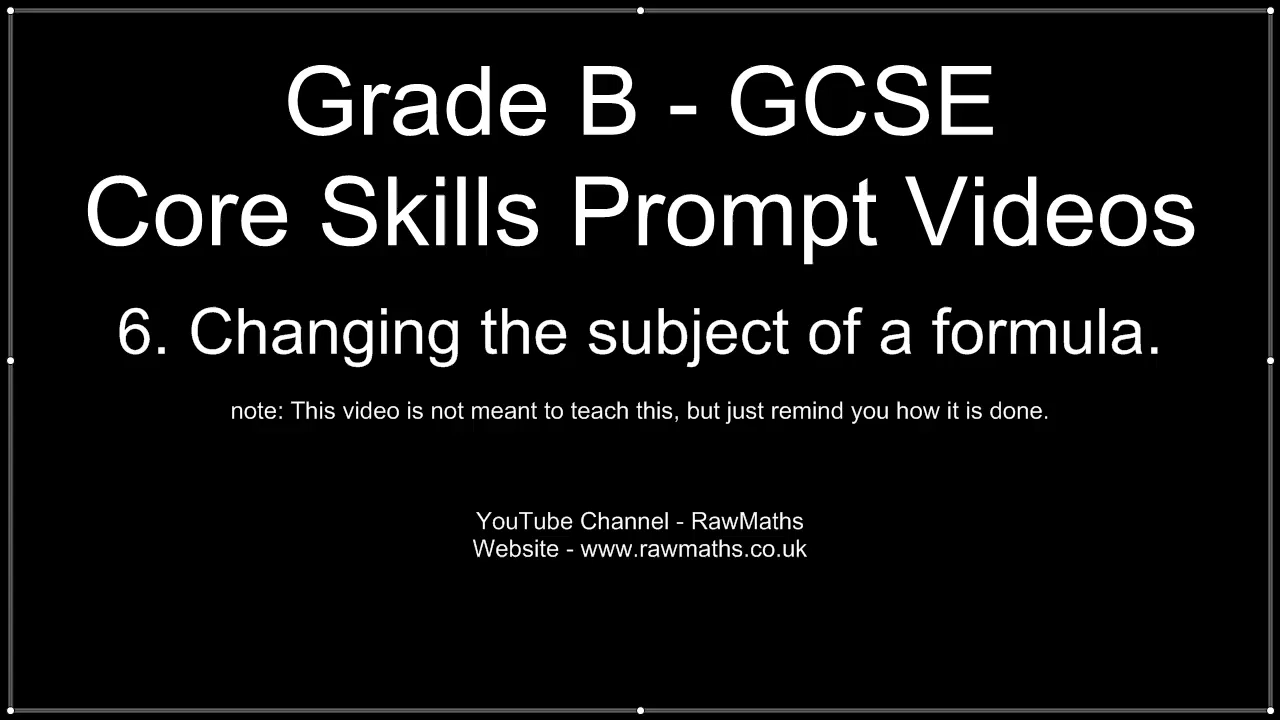 Grade B - GCSE
Core Skills Prompt Videos
6. Changing the subject of a formula.
note: This video is not meant to teach this, but just remind you how it is done.
YouTube Channel - RawMaths
Website - www.rawmaths.co.uk